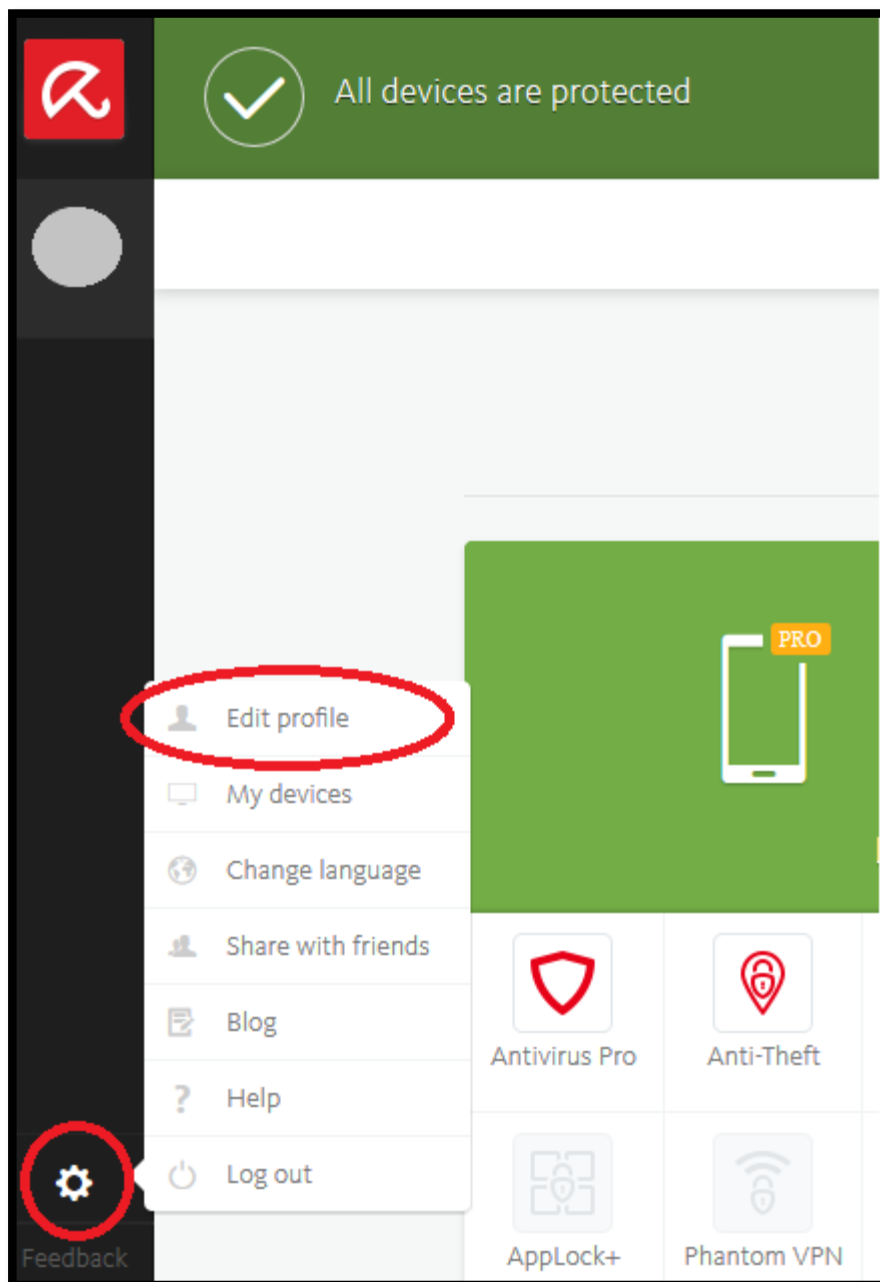 All devices are protected
PRO
Edit profile
My devices
Change language
Share with friends
Blog
Help
Log out
Antivirus Pro
Anti-Theft
AppLock+
Phantom VPN
Feedback